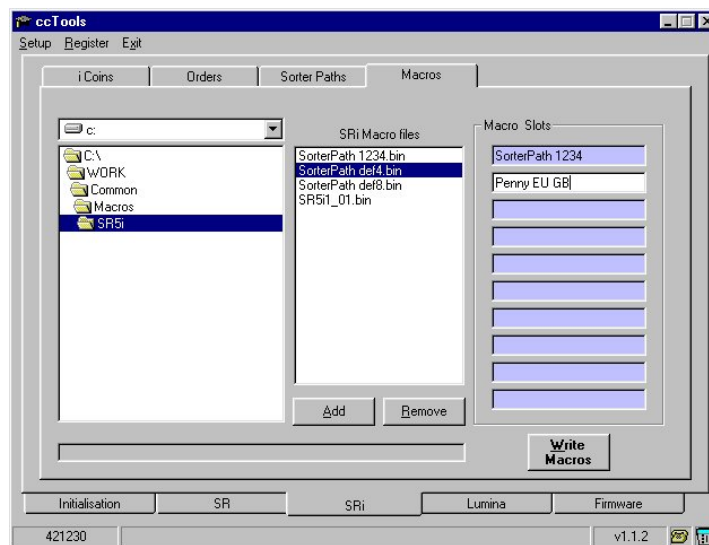 ccTools
Setup Register Exit
i Coins Orders Sorter Paths Macros
c:
SRi Macro files
Macro Slots
C:\
WORK
Common
Macros
SR5i
SorterPath 1234.bin
SorterPath def4.bin
SorterPath def8.bin
SR5i1_01.bin
SorterPath 1234
Penny EU GB
Add Remove
Write
Macros
Initialisation SR SRi Lumina Firmware
421230 v1.1.2